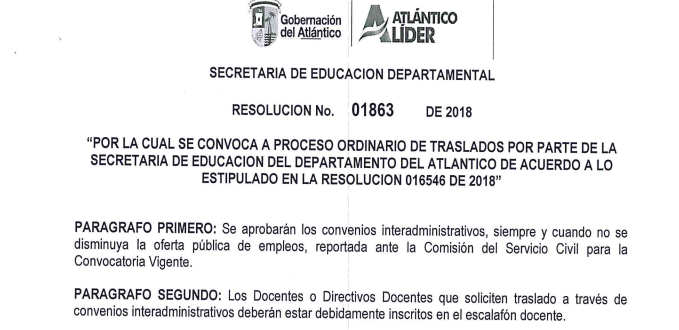 Gobernación
del Atlántico
ATLÁNTICO
LÍDER
SECRETARIA DE EDUCACION DEPARTAMENTAL
RESOLUCION No. 01863 DE 2018
“POR LA CUAL SE CONVOCA A PROCESO ORDINARIO DE TRASLADOS POR PARTE DE LA
SECRETARIA DE EDUCACION DEL DEPARTAMENTO DEL ATLANTICO DE ACUERDO A LO
ESTIPULADO EN LA RESOLUCION 016546 DE 2018”
PARAGRAFO PRIMERO: Se aprobarán los convenios interadministrativos, siempre y cuando no se
disminuya la oferta pública de empleos, reportada ante la Comisión del Servicio Civil para la
Convocatoria Vigente.
PARAGRAFO SEGUNDO: Los Docentes o Directivos Docentes que soliciten traslado a través de
convenios interadministrativos deberán estar debidamente inscritos en el escalafón docente.